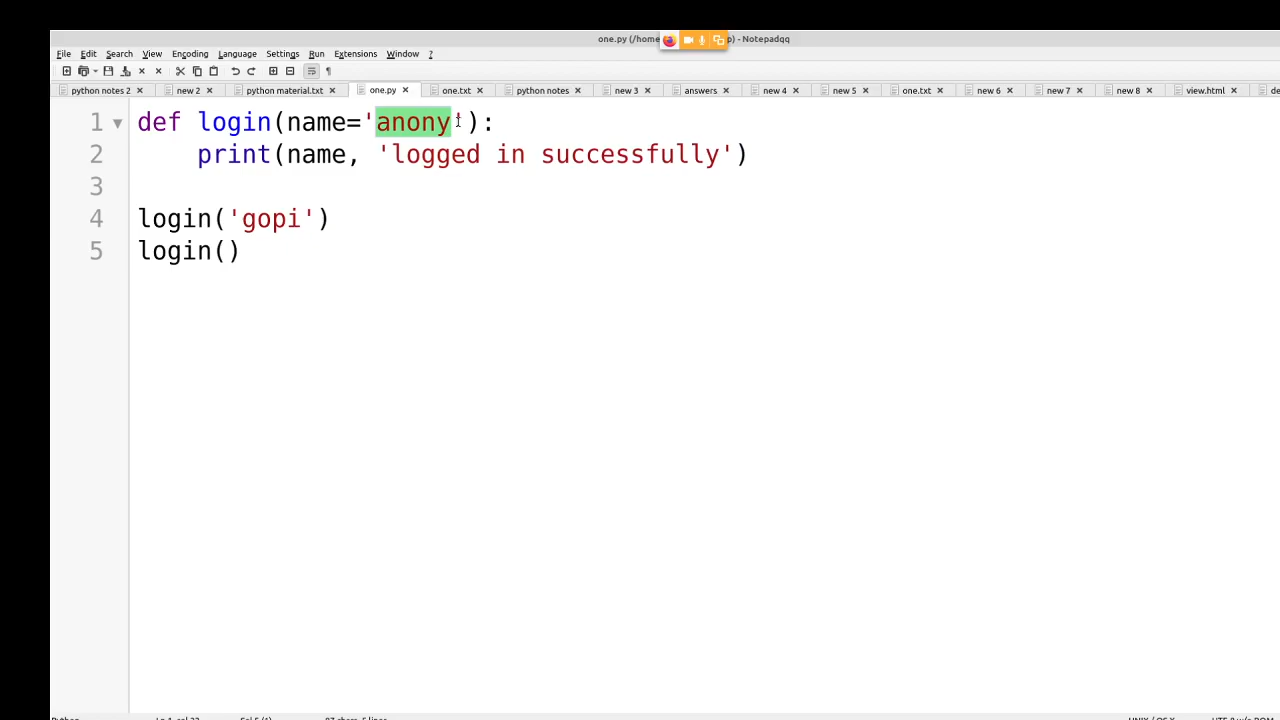 one.py (/home p) - Notepadqq
File Edit Search View Encoding Language Settings Run Extensions Window ?
python notes 2 new 2 python material.txt one.py one.txt python notes new 3 answers new 4 new 5 one.txt new 6 new 7 new 8 view.html de
1 def login(name='anony'):
2 print(name, 'logged in successfully')
3
4 login('gopi')
5 login()